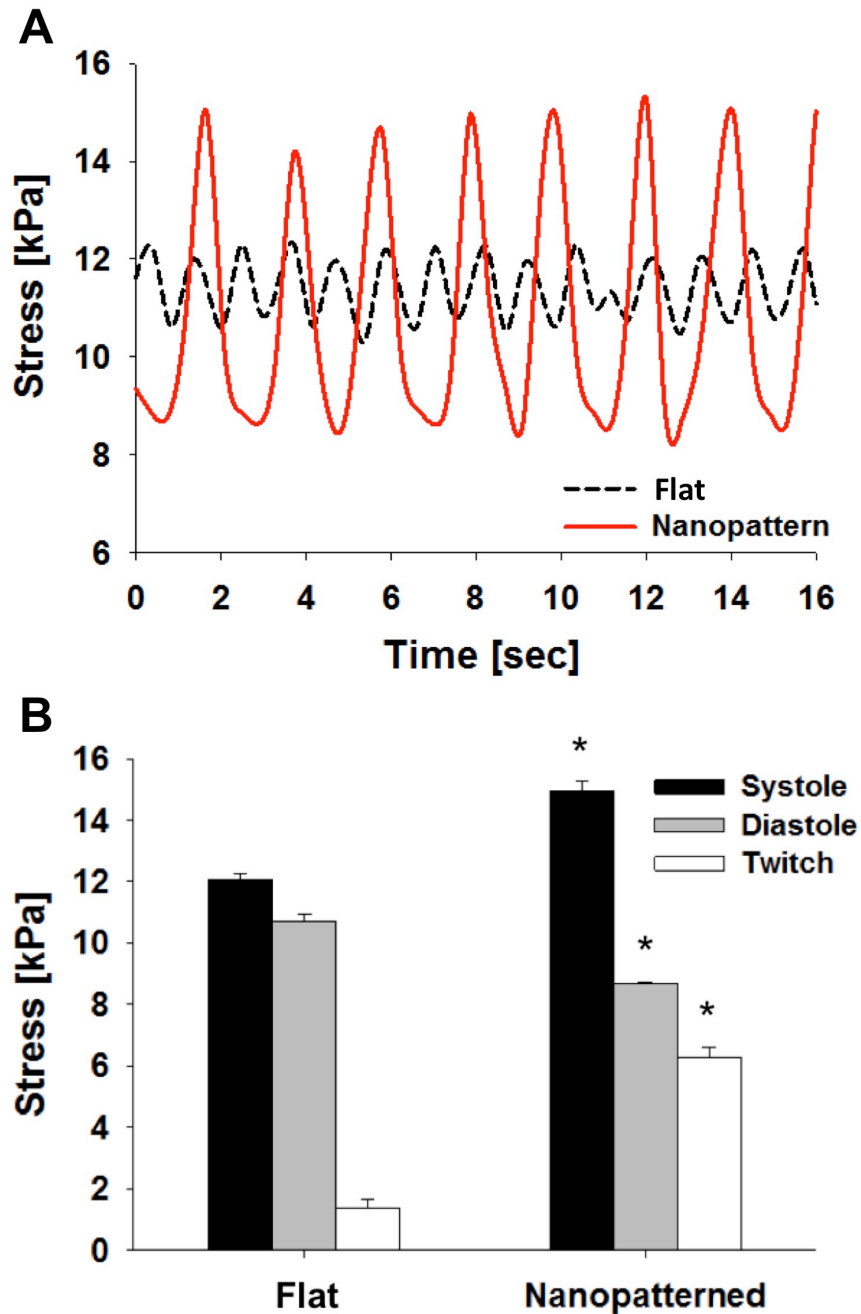 A
Stress [kPa]
16
14
12
10
8
6
Flat
Nanopattern
0 2 4 6 8 10 12 14 16
Time [sec]
B
Stress [kPa]
16
14
12
10
8
6
4
2
0
*
*
*
Systole
Diastole
Twitch
Flat Nanopatterned